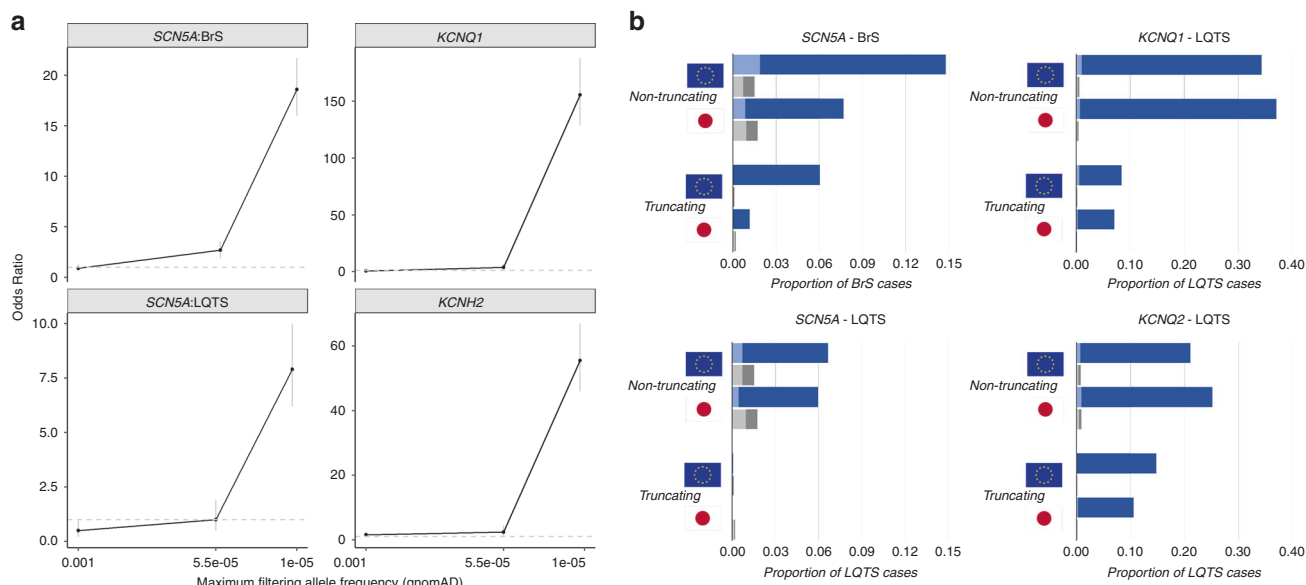 a
SCN5A:BrS
KCNQ1
20
15
10
5
0
150
100
50
0
Odds Ratio
SCN5A:LQTS
KCNH2
10.0
7.5
5.0
2.5
0.0
60
40
20
0
0.001 5.5e-05 1e-05
0.001 5.5e-05 1e-05
Maximum filtering allele frequency (gnomAD)
b
SCN5A - BrS
Non-truncating
Truncating
0.00 0.03 0.06 0.09 0.12 0.15
Proportion of BrS cases
KCNQ1 - LQTS
Non-truncating
Truncating
0.00 0.10 0.20 0.30 0.40
Proportion of LQTS cases
SCN5A - LQTS
Non-truncating
Truncating
0.00 0.03 0.06 0.09 0.12 0.15
Proportion of LQTS cases
KCNQ2 - LQTS
Non-truncating
Truncating
0.00 0.10 0.20 0.30 0.40
Proportion of LQTS cases